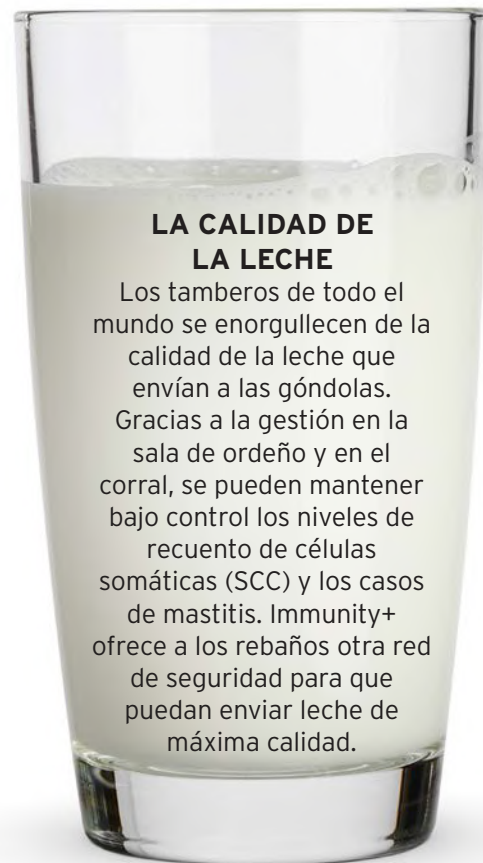 LA CALIDAD DE
LA LECHE
Los tamberos de todo el
mundo se enorgullecen de la
calidad de la leche que
envían a las góndolas.
Gracias a la gestión en la
sala de ordeño y en el
corral, se pueden mantener
bajo control los niveles de
recuento de células
somáticas (SCC) y los casos
de mastitis. Immunity+
ofrece a los rebaños otra red
de seguridad para que
puedan enviar leche de
máxima calidad.